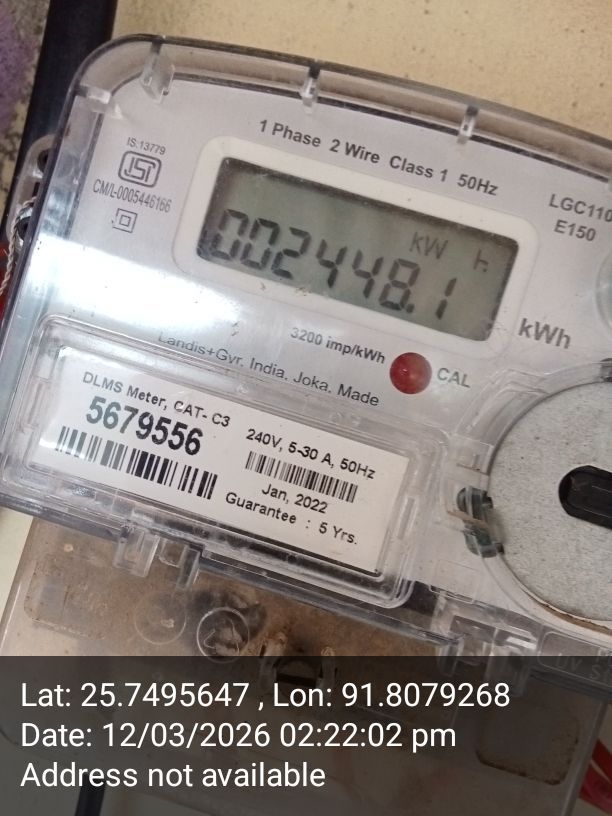 1 Phase 2 Wire Class 1 50Hz
IS:13779
CM/L-0005446166
LGC110
E150
kW h
002448.1
kWh
3200 imp/kWh
CAL
Landis+Gyr, India, Joka, Made
DLMS Meter, CAT- C3
5679556
240V, 5-30 A, 50Hz
Jan, 2022
Guarantee : 5 Yrs.
Lat: 25.7495647 , Lon: 91.8079268
Date: 12/03/2026 02:22:02 pm
Address not available